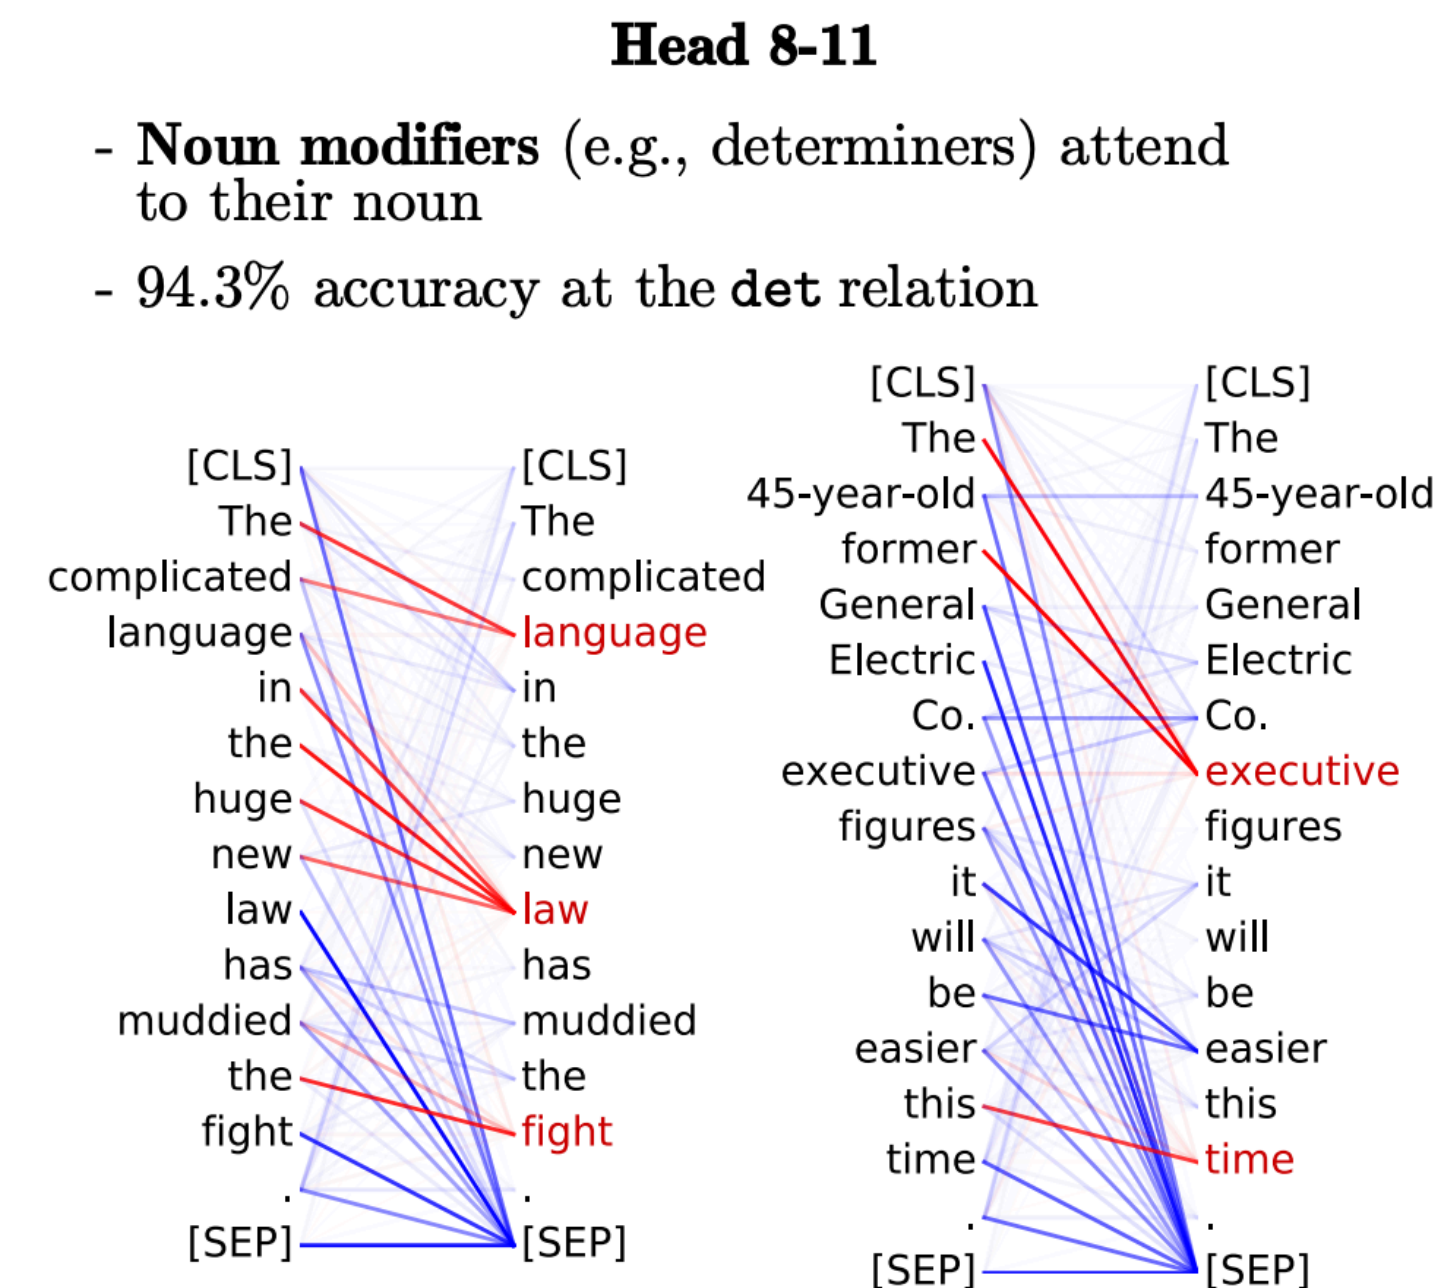 Head 8-11
- Noun modifiers (e.g., determiners) attend
to their noun
- 94.3% accuracy at the det relation
[CLS]
The
complicated
language
in
the
huge
new
law
has
muddied
the
fight
.
[SEP]
[CLS]
The
complicated
language
in
the
huge
new
law
has
muddied
the
fight
.
[SEP]
[CLS]
The
45-year-old
former
General
Electric
Co.
executive
figures
it
will
be
easier
this
time
.
[SEP]
[CLS]
The
45-year-old
former
General
Electric
Co.
executive
figures
it
will
be
easier
this
time
.
[SEP]